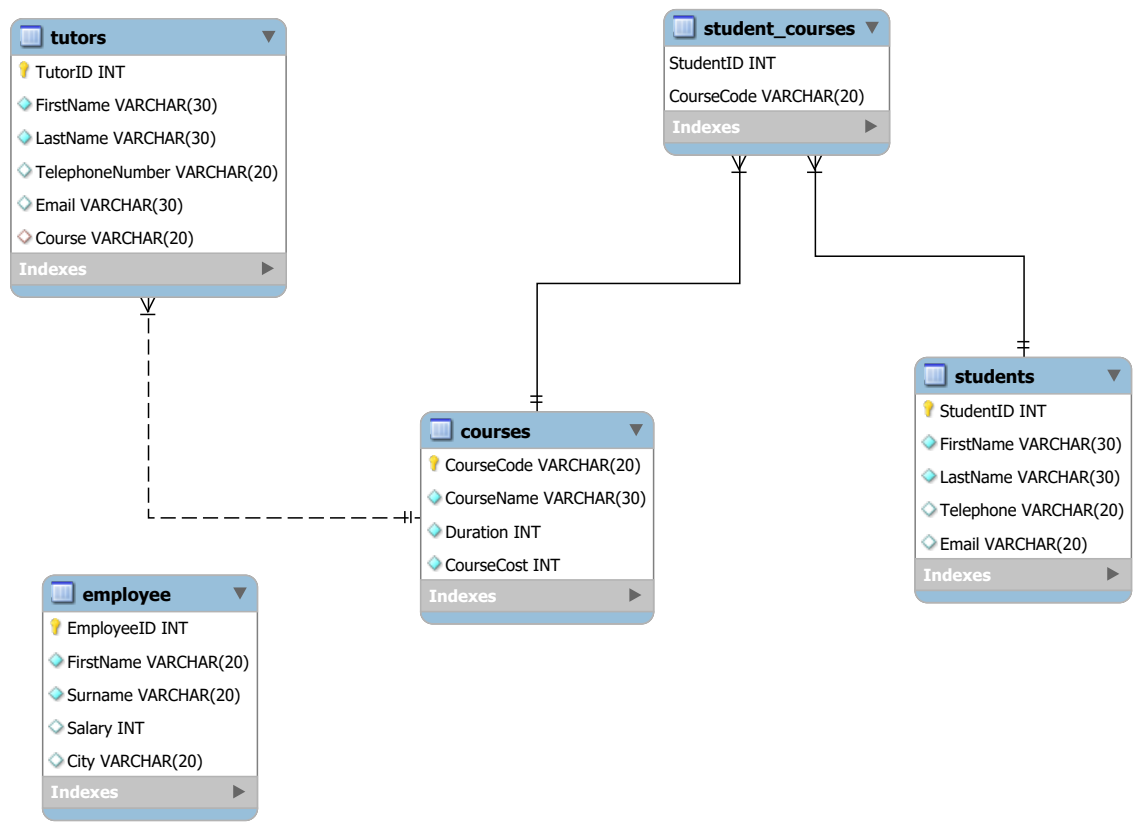 tutors
TutorID INT
FirstName VARCHAR(30)
LastName VARCHAR(30)
TelephoneNumber VARCHAR(20)
Email VARCHAR(30)
Course VARCHAR(20)
Indexes
student_courses
StudentID INT
CourseCode VARCHAR(20)
Indexes
courses
CourseCode VARCHAR(20)
CourseName VARCHAR(30)
Duration INT
CourseCost INT
Indexes
students
StudentID INT
FirstName VARCHAR(30)
LastName VARCHAR(30)
Telephone VARCHAR(20)
Email VARCHAR(20)
Indexes
employee
EmployeeID INT
FirstName VARCHAR(20)
Surname VARCHAR(20)
Salary INT
City VARCHAR(20)
Indexes